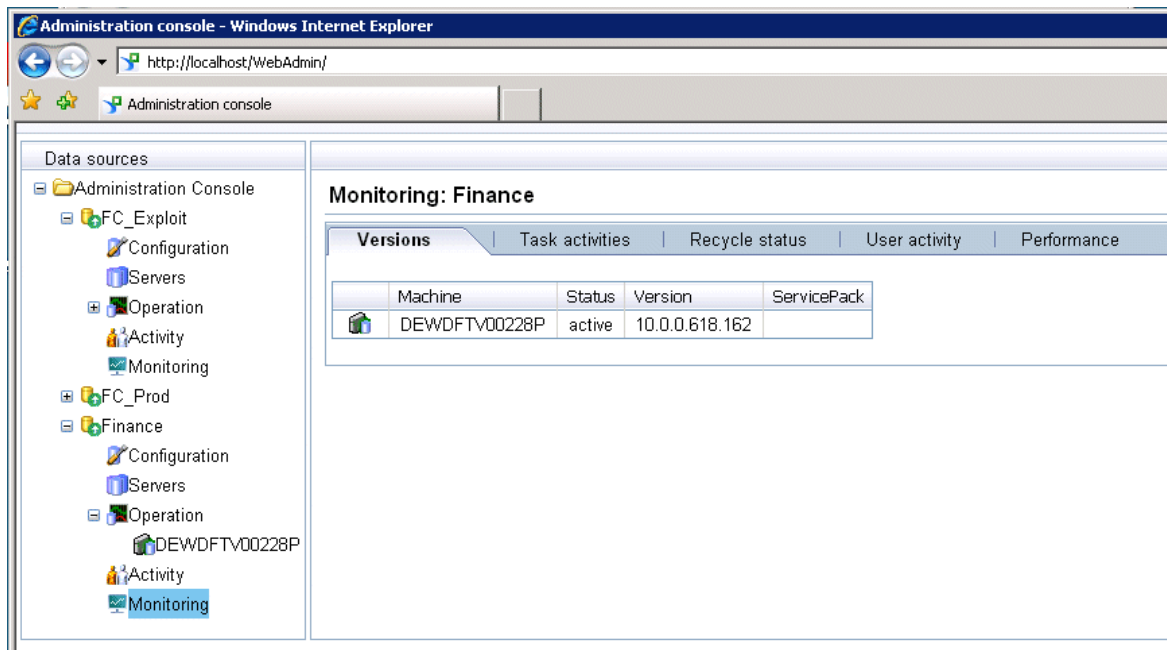 Administration console - Windows Internet Explorer
http://localhost/WebAdmin/
Administration console
Data sources
Administration Console
FC_Exploit
Configuration
Servers
Operation
Activity
Monitoring
FC_Prod
Finance
Configuration
Servers
Operation
DEWDFTV00228P
Activity
Monitoring
Monitoring: Finance
Versions | Task activities | Recycle status | User activity | Performance
Machine Status Version ServicePack
DEWDFTV00228P active 10.0.0.618.162